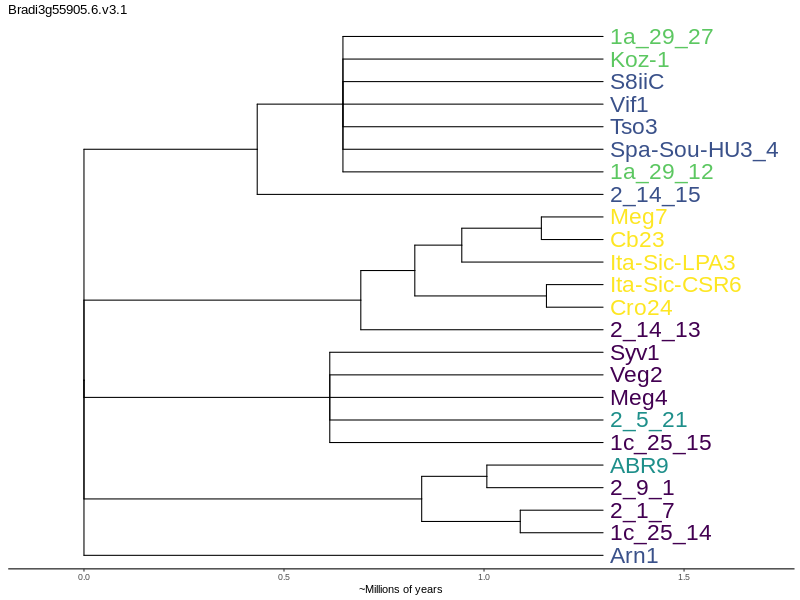 Bradi3g55905.6.v3.1
1a_29_27
Koz-1
S8iiC
Vif1
Tso3
Spa-Sou-HU3_4
1a_29_12
2_14_15
Meg7
Cb23
Ita-Sic-LPA3
Ita-Sic-CSR6
Cro24
2_14_13
Syv1
Veg2
Meg4
2_5_21
1c_25_15
ABR9
2_9_1
2_1_7
1c_25_14
Arn1
0.0 0.5 1.0 1.5
~Millions of years